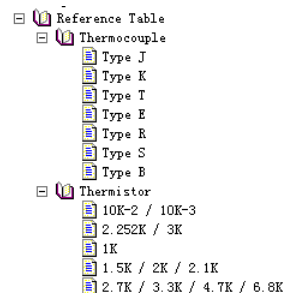 Reference Table
Thermocouple
Type J
Type K
Type T
Type E
Type R
Type S
Type B
Thermistor
10K-2 / 10K-3
2.252K / 3K
1K
1.5K / 2K / 2.1K
2.7K / 3.3K / 4.7K / 6.8K